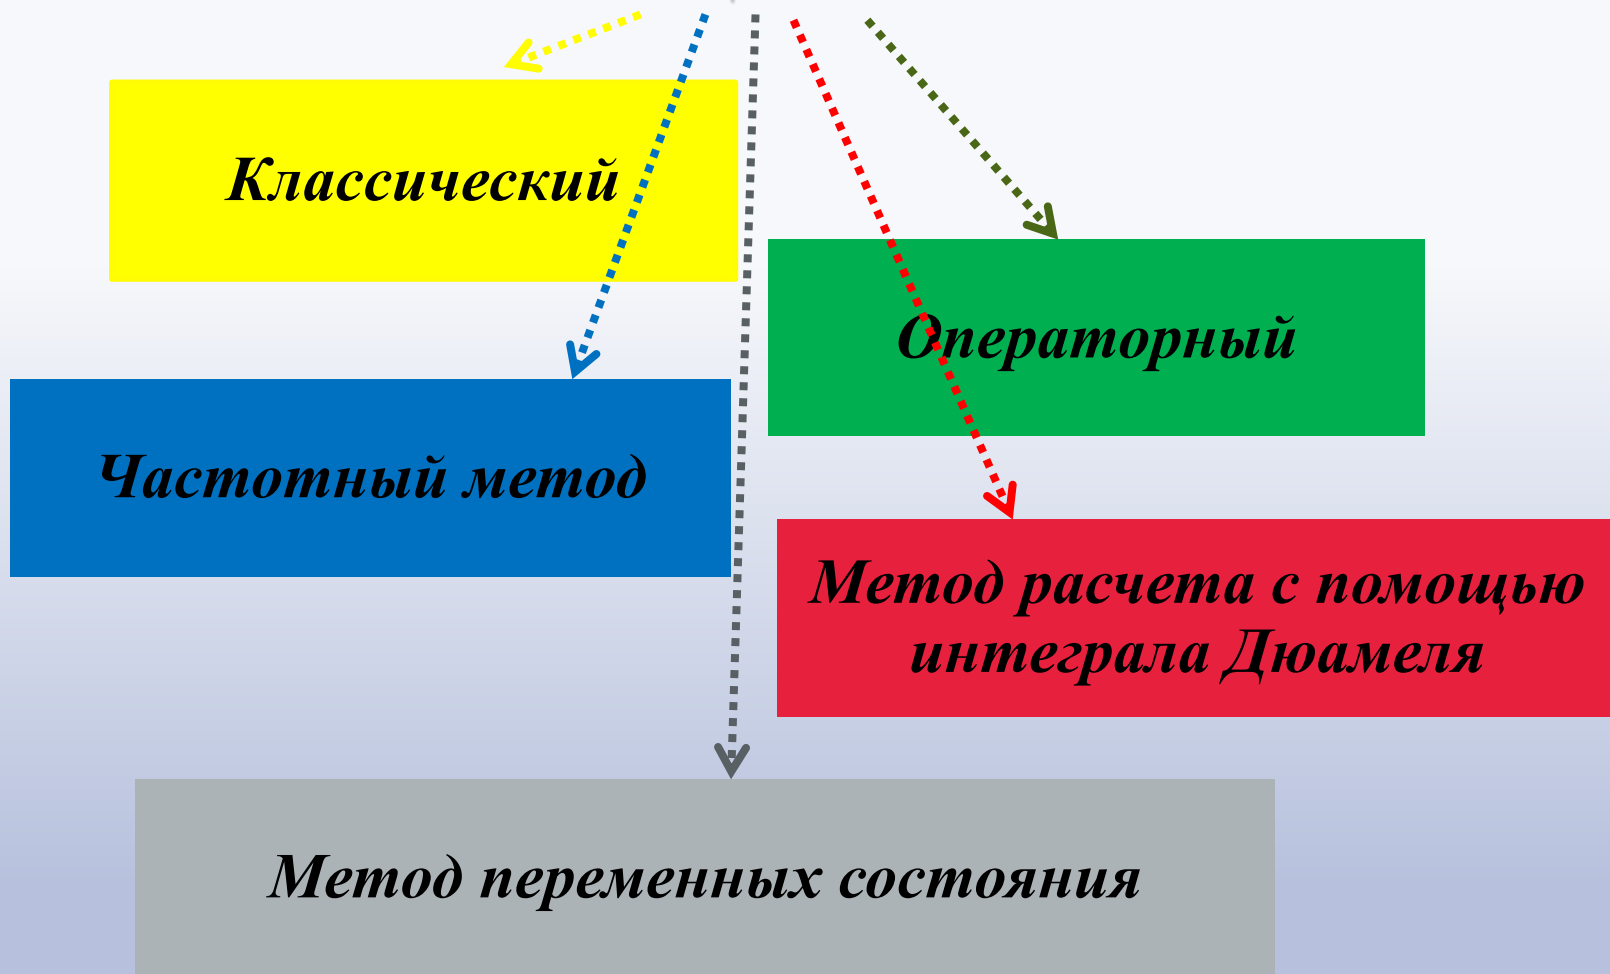 Классический
Операторный
Частотный метод
Метод расчета с помощью
интеграла Дюамеля
Метод переменных состояния